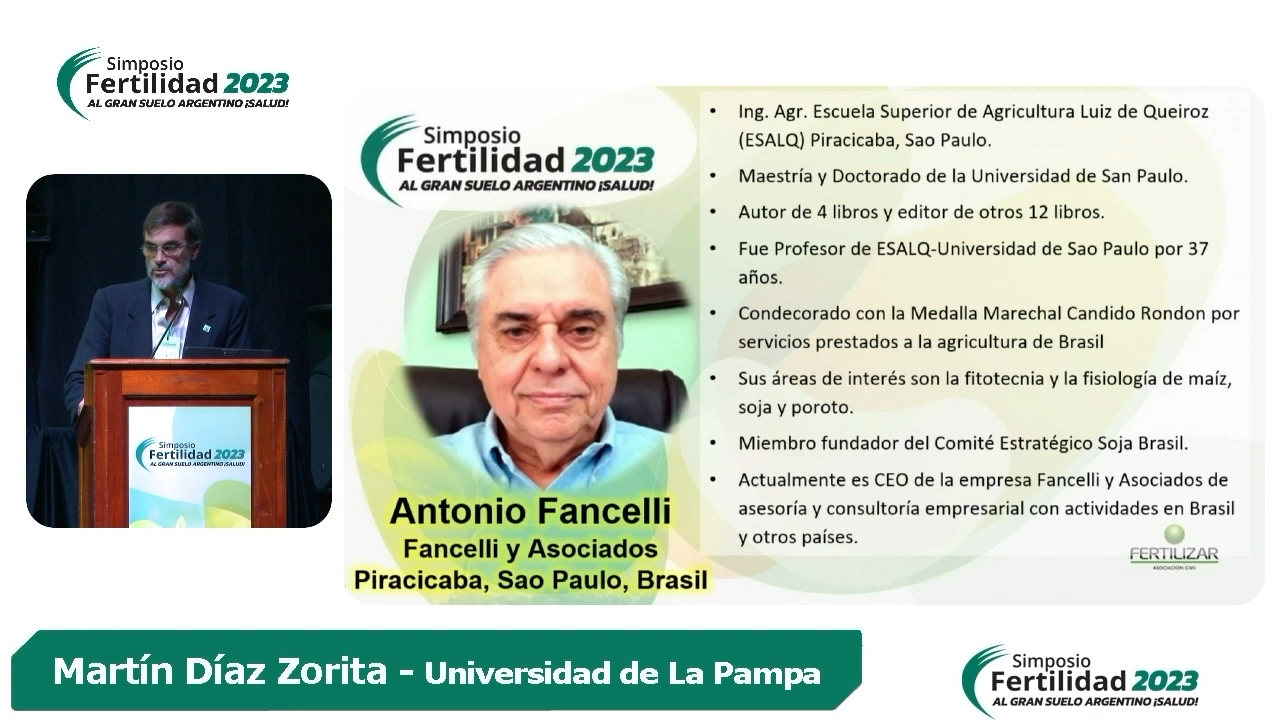 Simposio
Fertilidad 2023
AL GRAN SUELO ARGENTINO ¡SALUD!
Simposio
Fertilidad 2023
AL GRAN SUELO ARGENTINO ¡SALUD!
Antonio Fancelli
Fancelli y Asociados
Piracicaba, Sao Paulo, Brasil
• Ing. Agr. Escuela Superior de Agricultura Luiz de Queiroz
(ESALQ) Piracicaba, Sao Paulo.
• Maestría y Doctorado de la Universidad de San Paulo.
• Autor de 4 libros y editor de otros 12 libros.
• Fue Profesor de ESALQ-Universidad de Sao Paulo por 37
años.
• Condecorado con la Medalla Marechal Candido Rondon por
servicios prestados a la agricultura de Brasil
• Sus áreas de interés son la fitotecnia y la fisiología de maíz,
soja y poroto.
• Miembro fundador del Comité Estratégico Soja Brasil.
• Actualmente es CEO de la empresa Fancelli y Asociados de
asesoría y consultoría empresarial con actividades en Brasil
y otros países.
FERTILIZAR
ASOCIACION CIVIL
Simposio
Fertilidad 2023
AL GRAN SUELO ARGENTINO ¡SALUD!
Martín Díaz Zorita - Universidad de La Pampa
Simposio
Fertilidad 2023
AL GRAN SUELO ARGENTINO ¡SALUD!